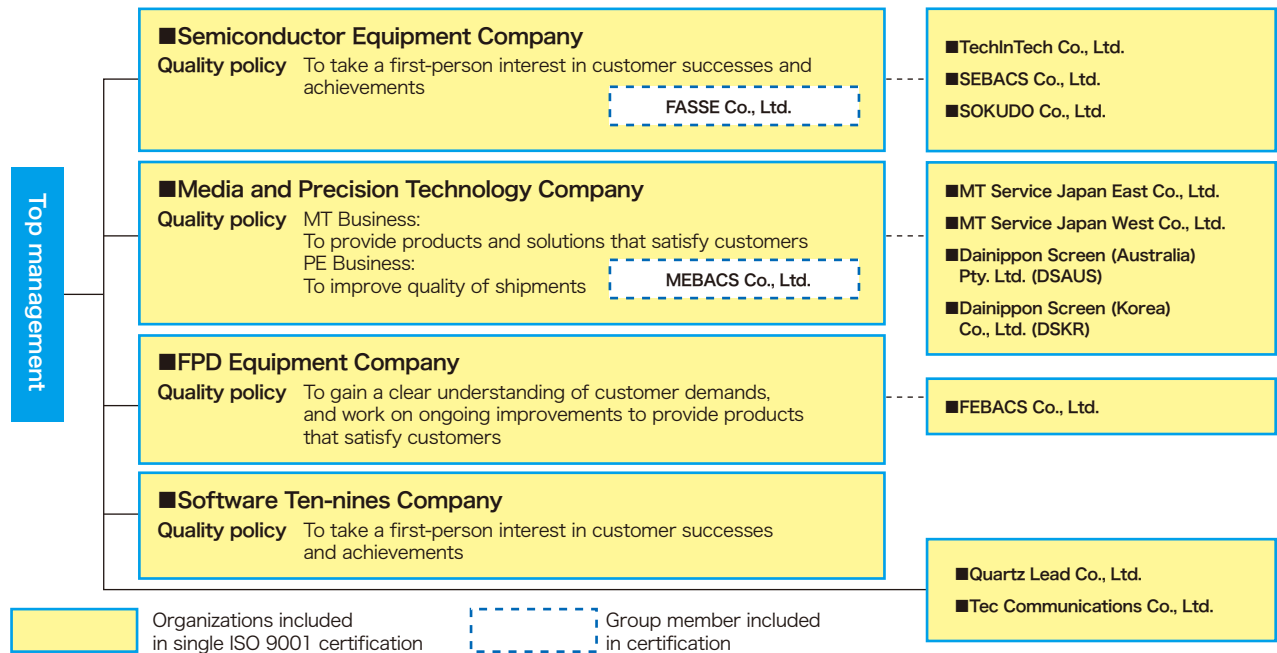 Top management
■Semiconductor Equipment Company
Quality policy To take a first-person interest in customer successes and
achievements
FASSE Co., Ltd.
■TechInTech Co., Ltd.
■SEBACS Co., Ltd.
■SOKUDO Co., Ltd.
■Media and Precision Technology Company
Quality policy MT Business:
To provide products and solutions that satisfy customers
PE Business:
To improve quality of shipments
MEBACS Co., Ltd.
■MT Service Japan East Co., Ltd.
■MT Service Japan West Co., Ltd.
■Dainippon Screen (Australia)
Pty. Ltd. (DSAUS)
■Dainippon Screen (Korea)
Co., Ltd. (DSKR)
■FPD Equipment Company
Quality policy To gain a clear understanding of customer demands,
and work on ongoing improvements to provide products
that satisfy customers
■FEBACS Co., Ltd.
■Software Ten-nines Company
Quality policy To take a first-person interest in customer successes
and achievements
■Quartz Lead Co., Ltd.
■Tec Communications Co., Ltd.
Organizations included
in single ISO 9001 certification
Group member included
in certification